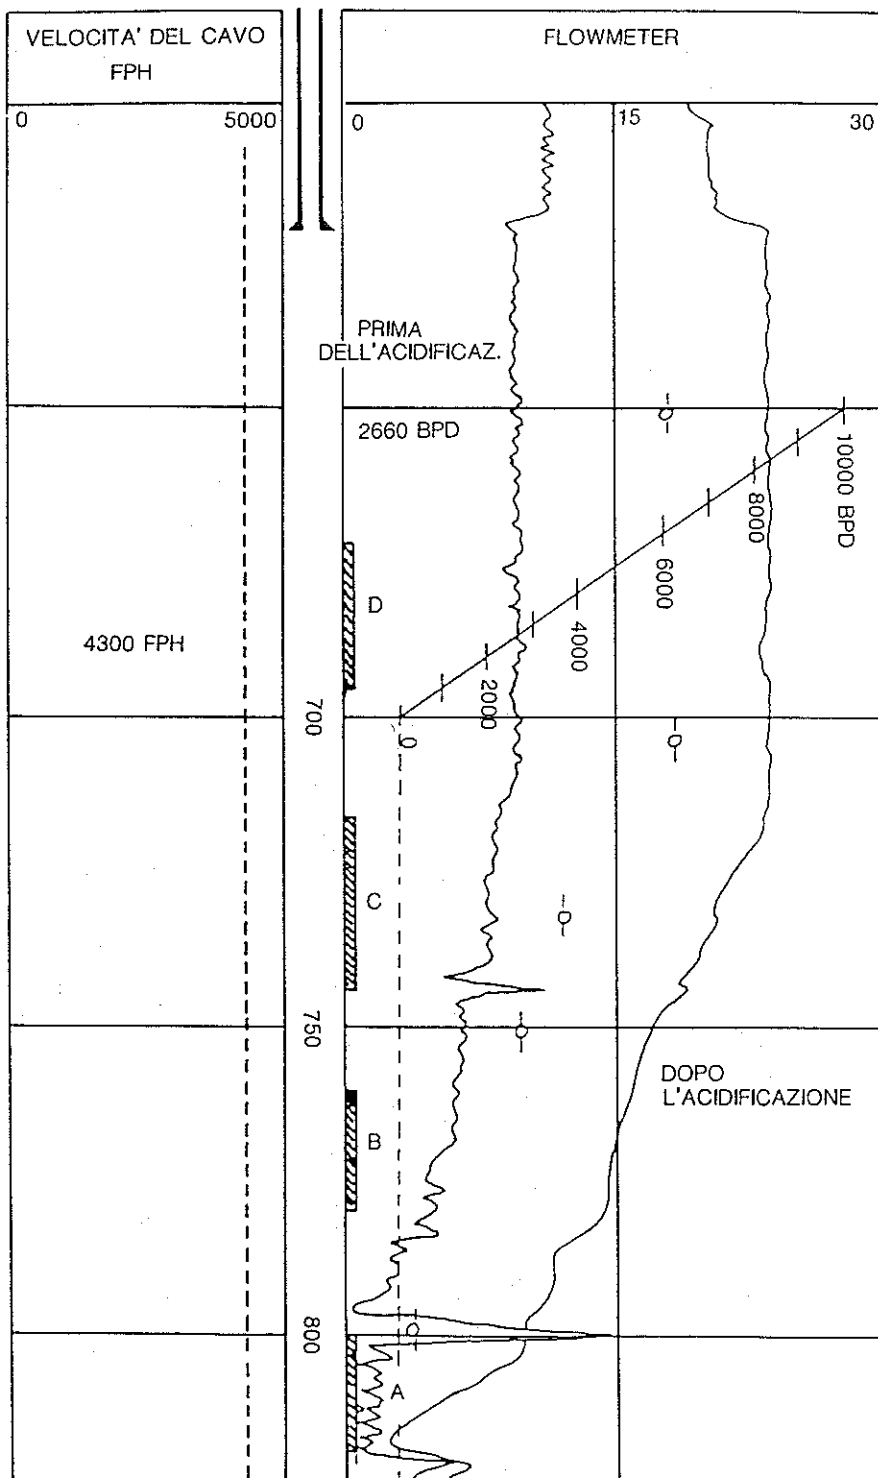 VELOCITA' DEL CAVO
FPH
0 5000
FLOWMETER
0 15 30
PRIMA
DELL'ACIDIFICAZ.
2660 BPD
10000 BPD
8000
6000
4000
2000
0
D
4300 FPH
700
C
750
DOPO
L'ACIDIFICAZIONE
B
800
A